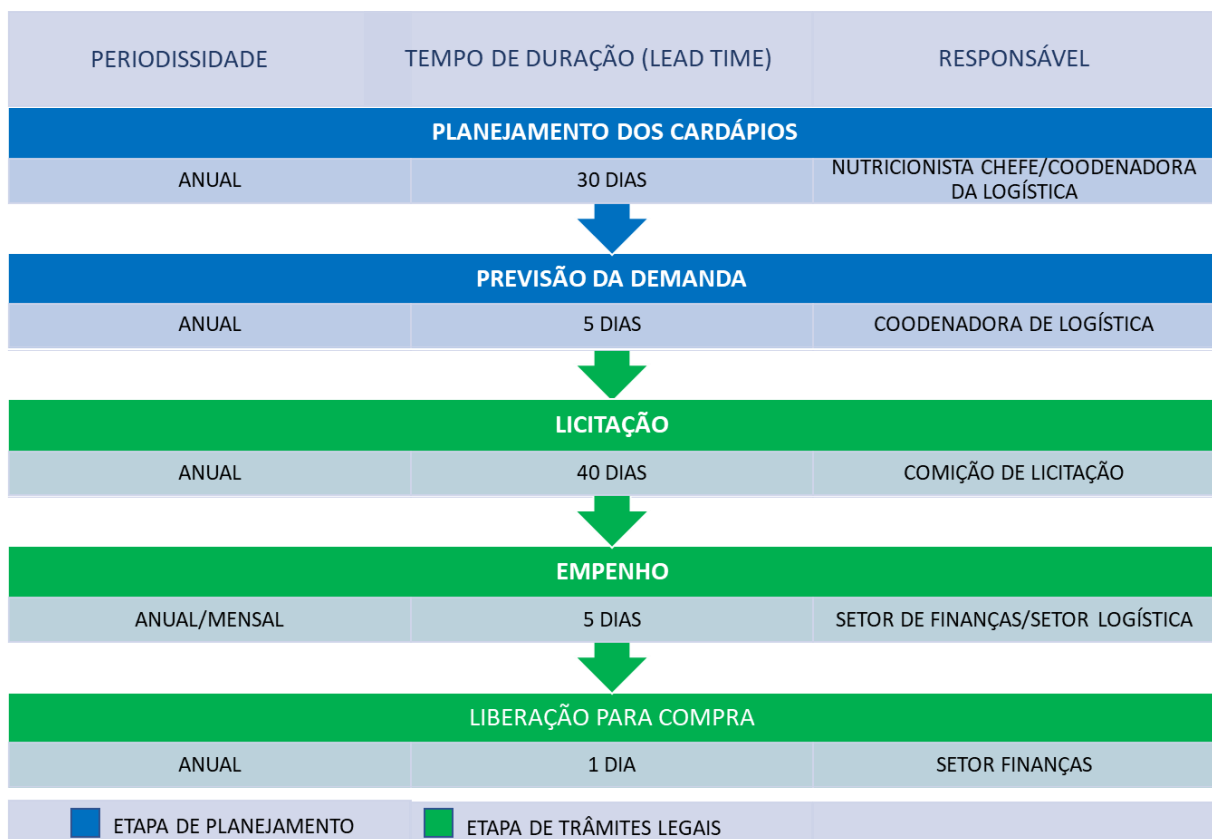 PERIODISSIDADE TEMPO DE DURAÇÃO (LEAD TIME) RESPONSÁVEL
PLANEJAMENTO DOS CARDÁPIOS
ANUAL 30 DIAS NUTRICIONISTA CHEFE/COODENADORA
DA LOGÍSTICA
PREVISÃO DA DEMANDA
ANUAL 5 DIAS COODENADORA DE LOGÍSTICA
LICITAÇÃO
ANUAL 40 DIAS COMIÇÃO DE LICITAÇÃO
EMPENHO
ANUAL/MENSAL 5 DIAS SETOR DE FINANÇAS/SETOR LOGÍSTICA
LIBERAÇÃO PARA COMPRA
ANUAL 1 DIA SETOR FINANÇAS
ETAPA DE PLANEJAMENTO ETAPA DE TRÂMITES LEGAIS